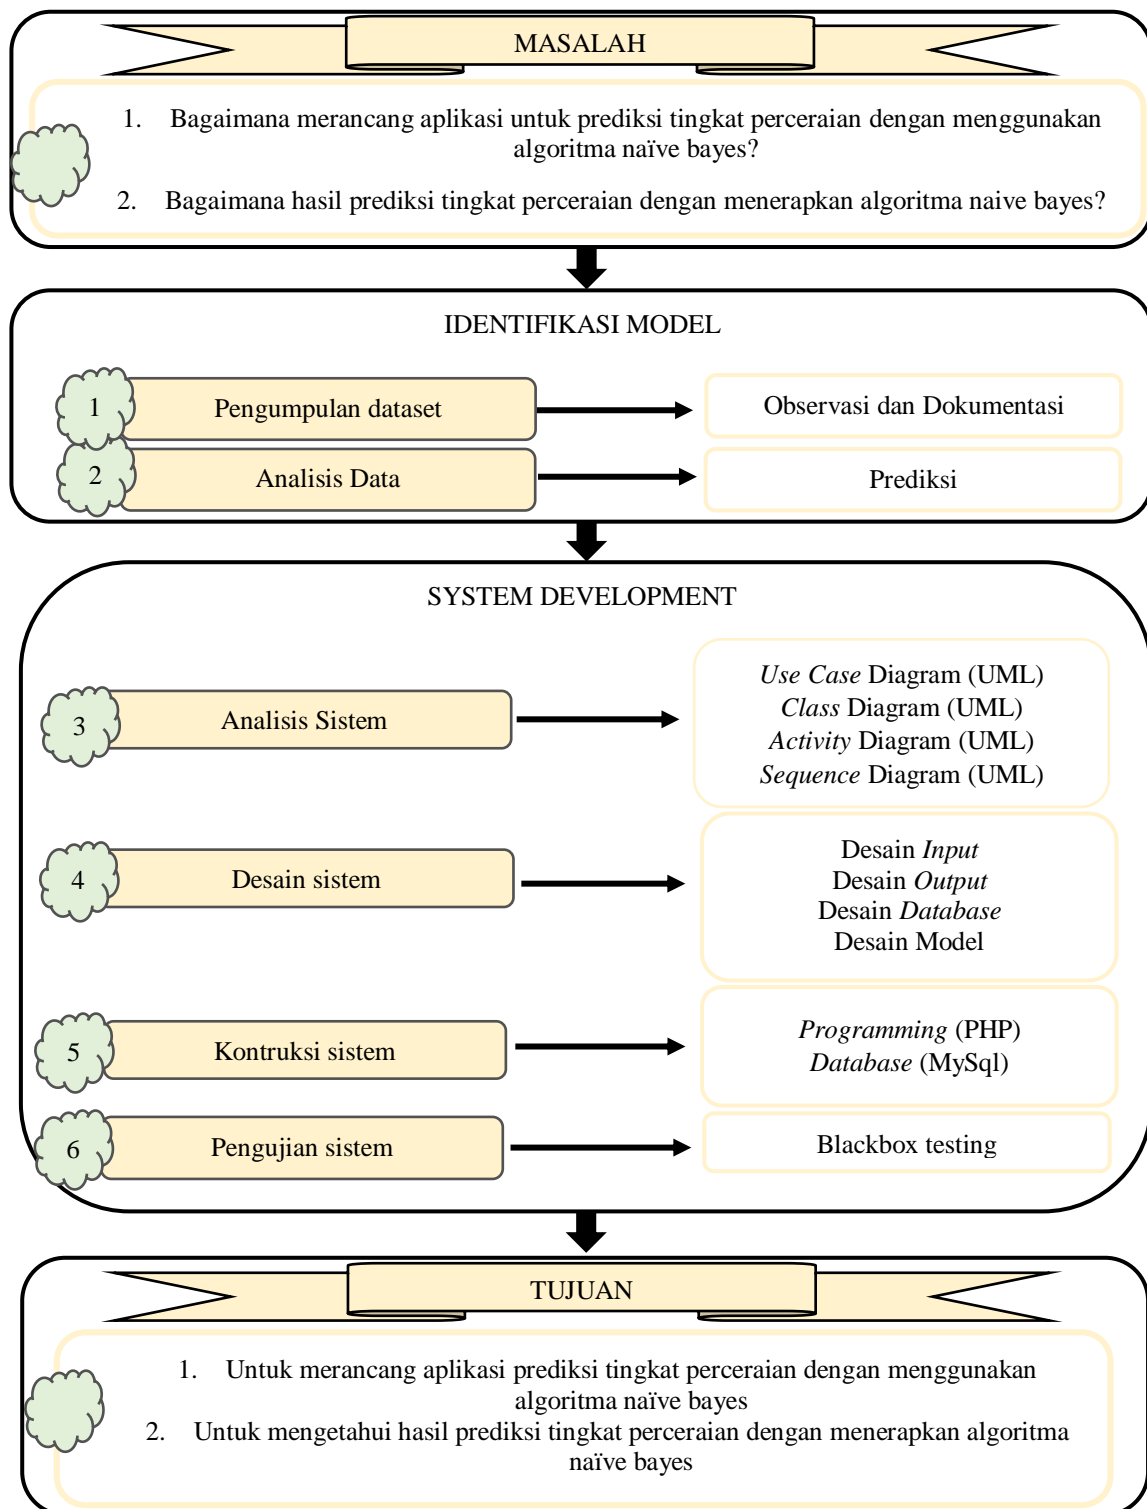 MASALAH
1. Bagaimana merancang aplikasi untuk prediksi tingkat perceraian dengan menggunakan
algoritma naïve bayes?
2. Bagaimana hasil prediksi tingkat perceraian dengan menerapkan algoritma naive bayes?
IDENTIFIKASI MODEL
1 Pengumpulan dataset Observasi dan Dokumentasi
2 Analisis Data Prediksi
SYSTEM DEVELOPMENT
3 Analisis Sistem
Use Case Diagram (UML)
Class Diagram (UML)
Activity Diagram (UML)
Sequence Diagram (UML)
4 Desain sistem
Desain Input
Desain Output
Desain Database
Desain Model
5 Kontruksi sistem
Programming (PHP)
Database (MySql)
6 Pengujian sistem Blackbox testing
TUJUAN
1. Untuk merancang aplikasi prediksi tingkat perceraian dengan menggunakan
algoritma naïve bayes
2. Untuk mengetahui hasil prediksi tingkat perceraian dengan menerapkan algoritma
naïve bayes